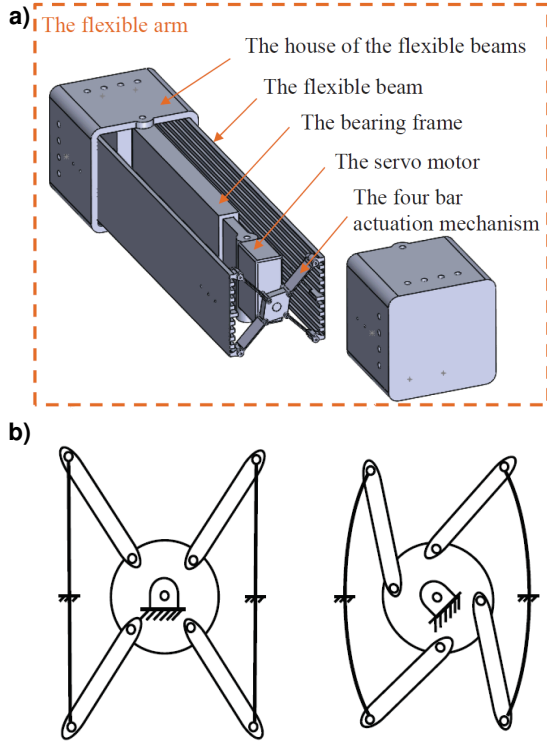 a)
The flexible arm
The house of the flexible beams
The flexible beam
The bearing frame
The servo motor
The four bar
actuation mechanism
b)